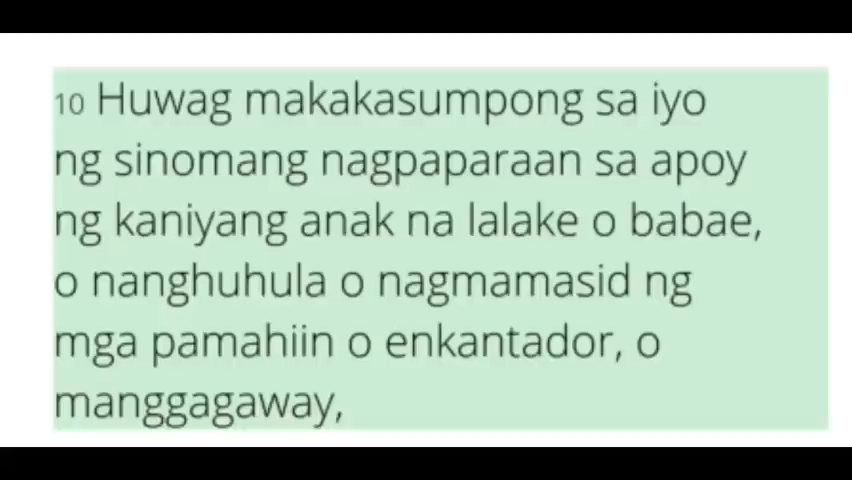 10 Huwag makakasumpong sa iyo
ng sinomang nagpaparaan sa apoy
ng kaniyang anak na lalake o babae,
o nanghuhula o nagmamasid ng
mga pamahiin o enkantador, o
manggagaway,